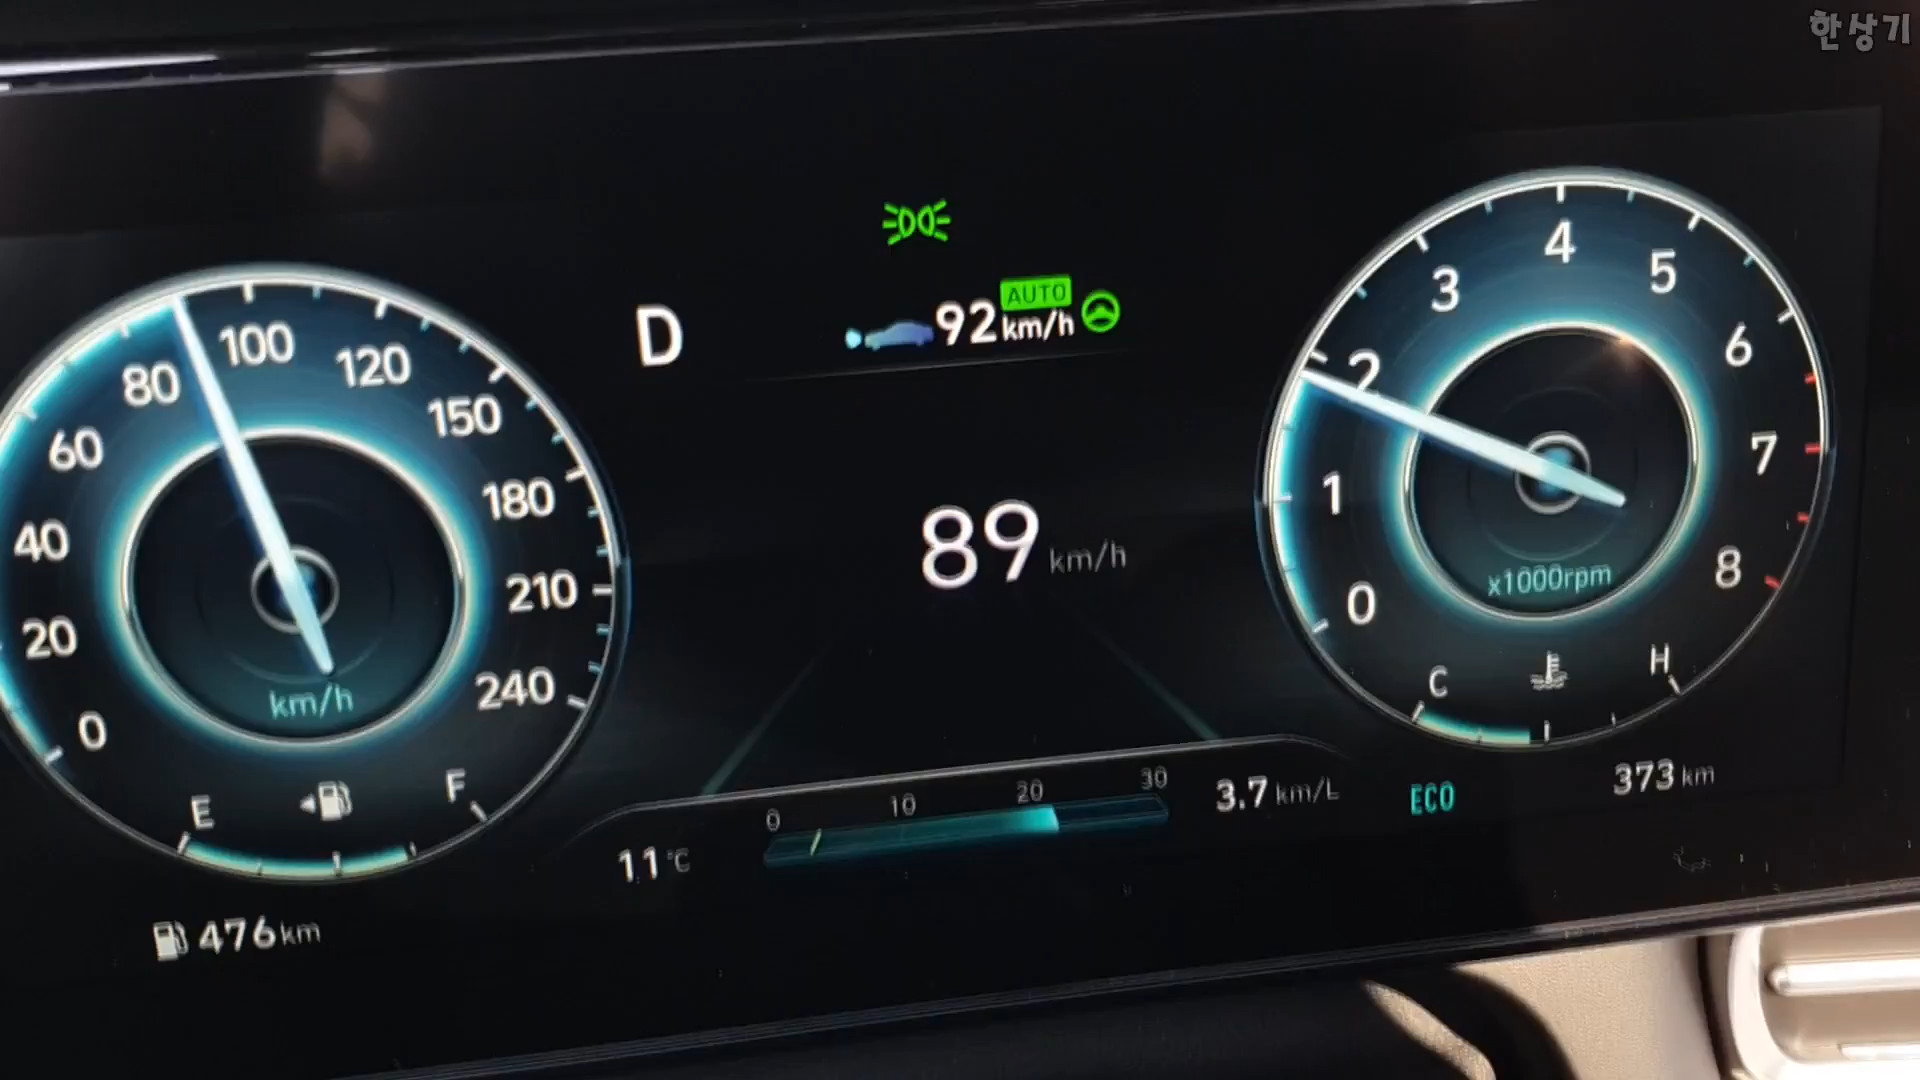 한상기
D
AUTO
92 km/h
0
20
40
60
80
100
120
150
180
210
240
km/h
E
F
476 km
89 km/h
0
1
2
3
4
5
6
7
8
x1000rpm
C
H
0
10
20
30
3.7 km/L
11 °C
ECO
373 km